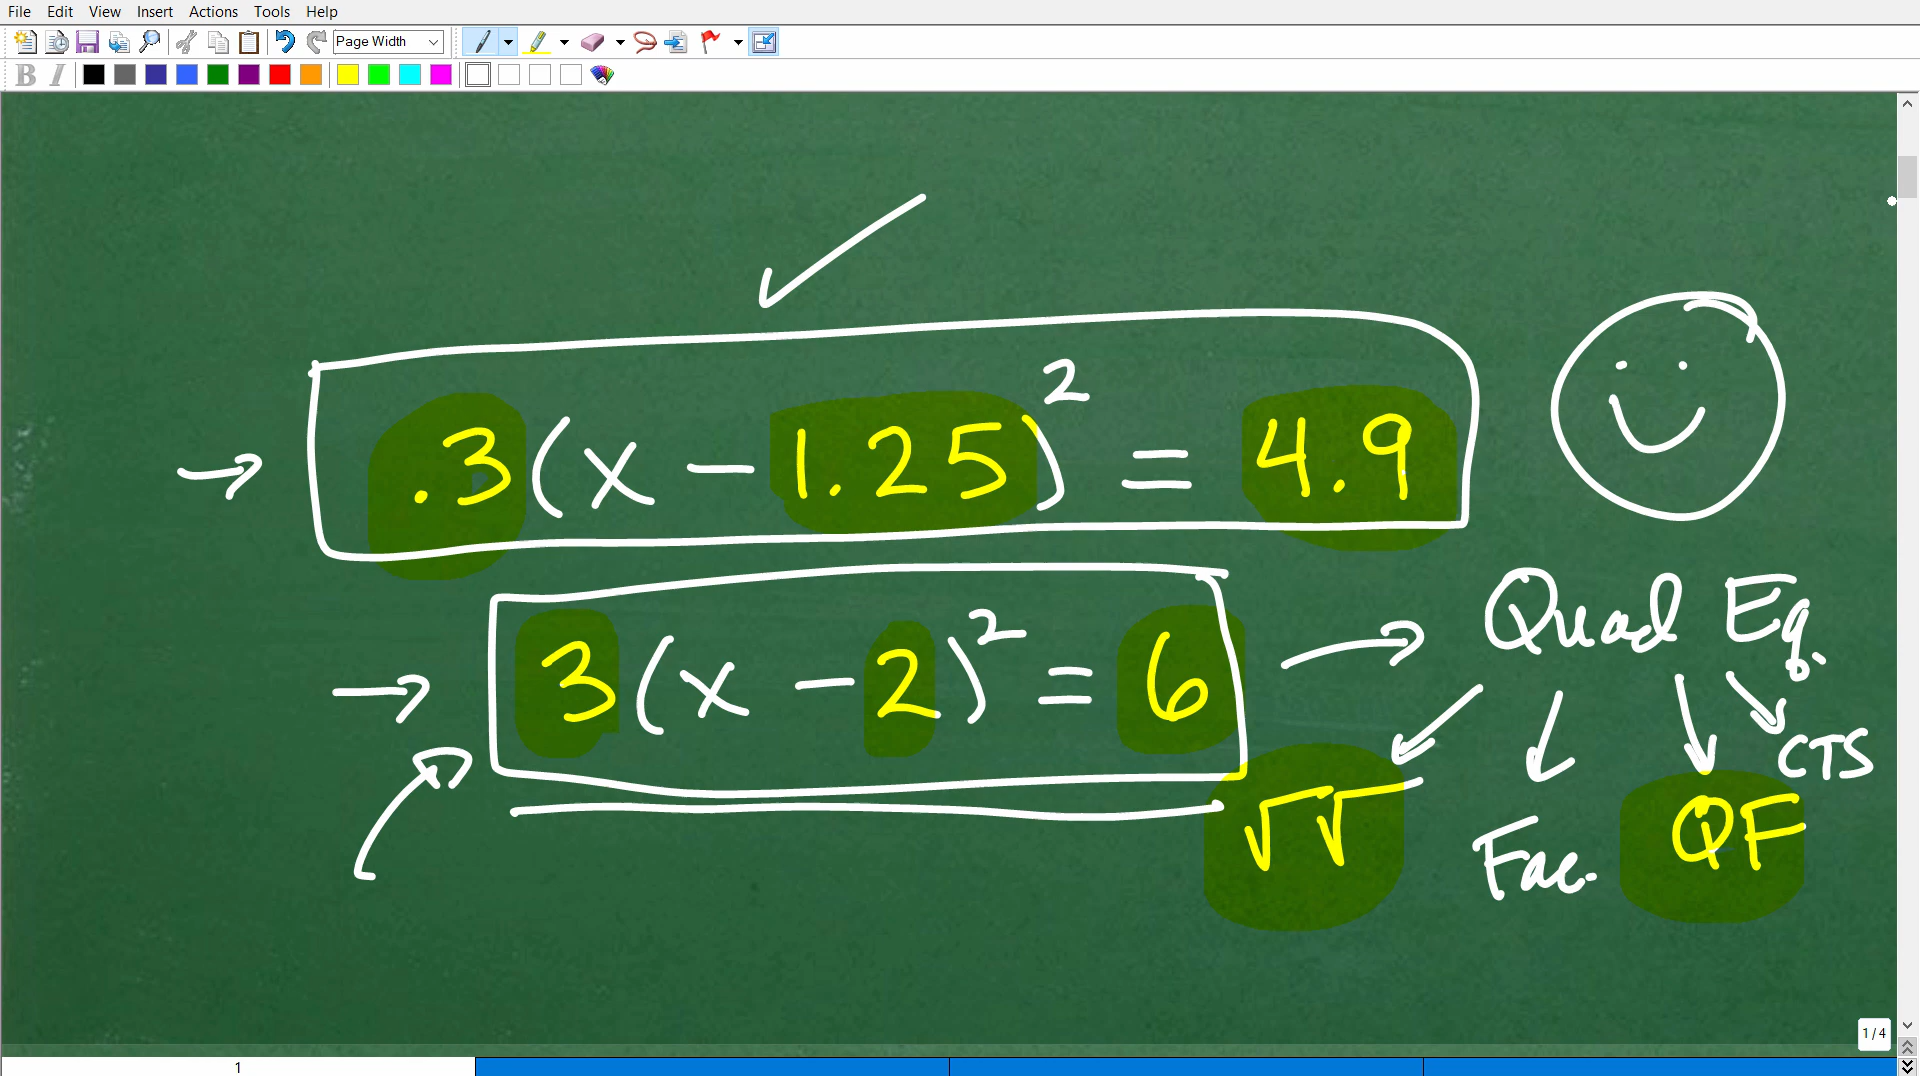 File Edit View Insert Actions Tools Help
Page Width
B I
.3(x - 1.25)² = 4.9
3(x - 2)² = 6
Quad Eq.
√ √
Fac.
QF
CTS
1 / 4
1